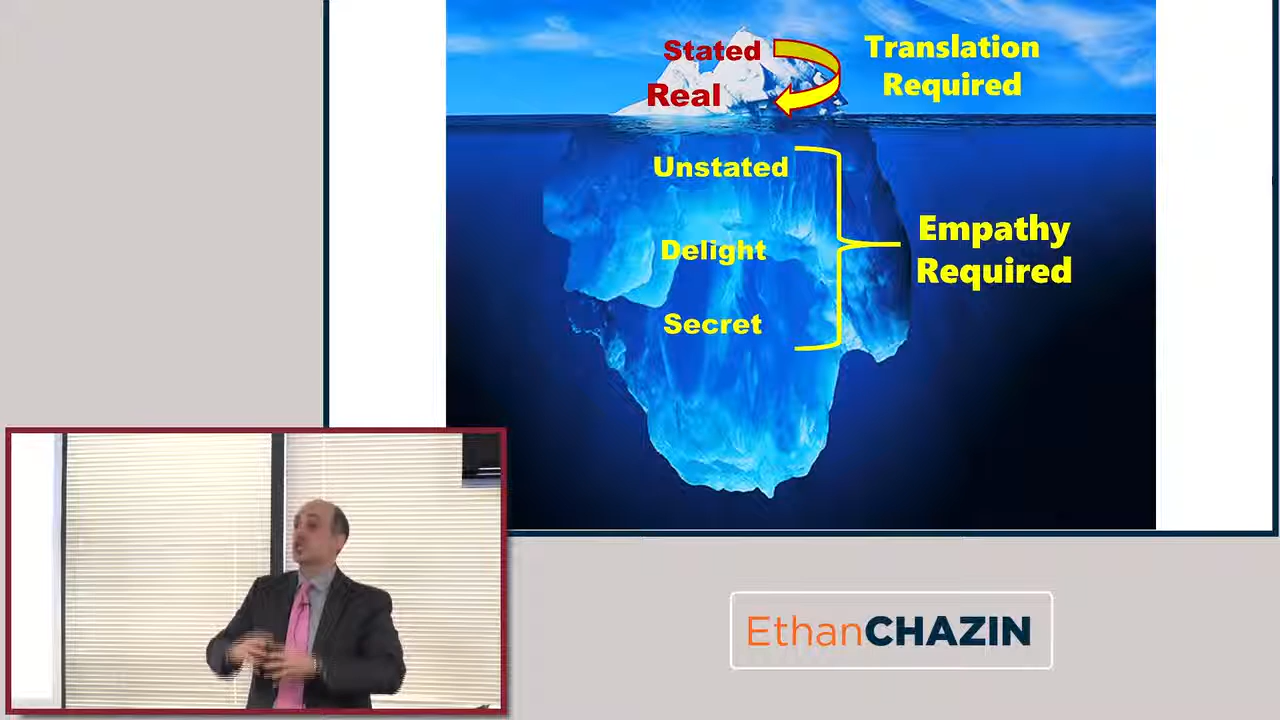 Stated
Real
Translation
Required
Unstated
Delight
Secret
Empathy
Required
EthanCHAZIN